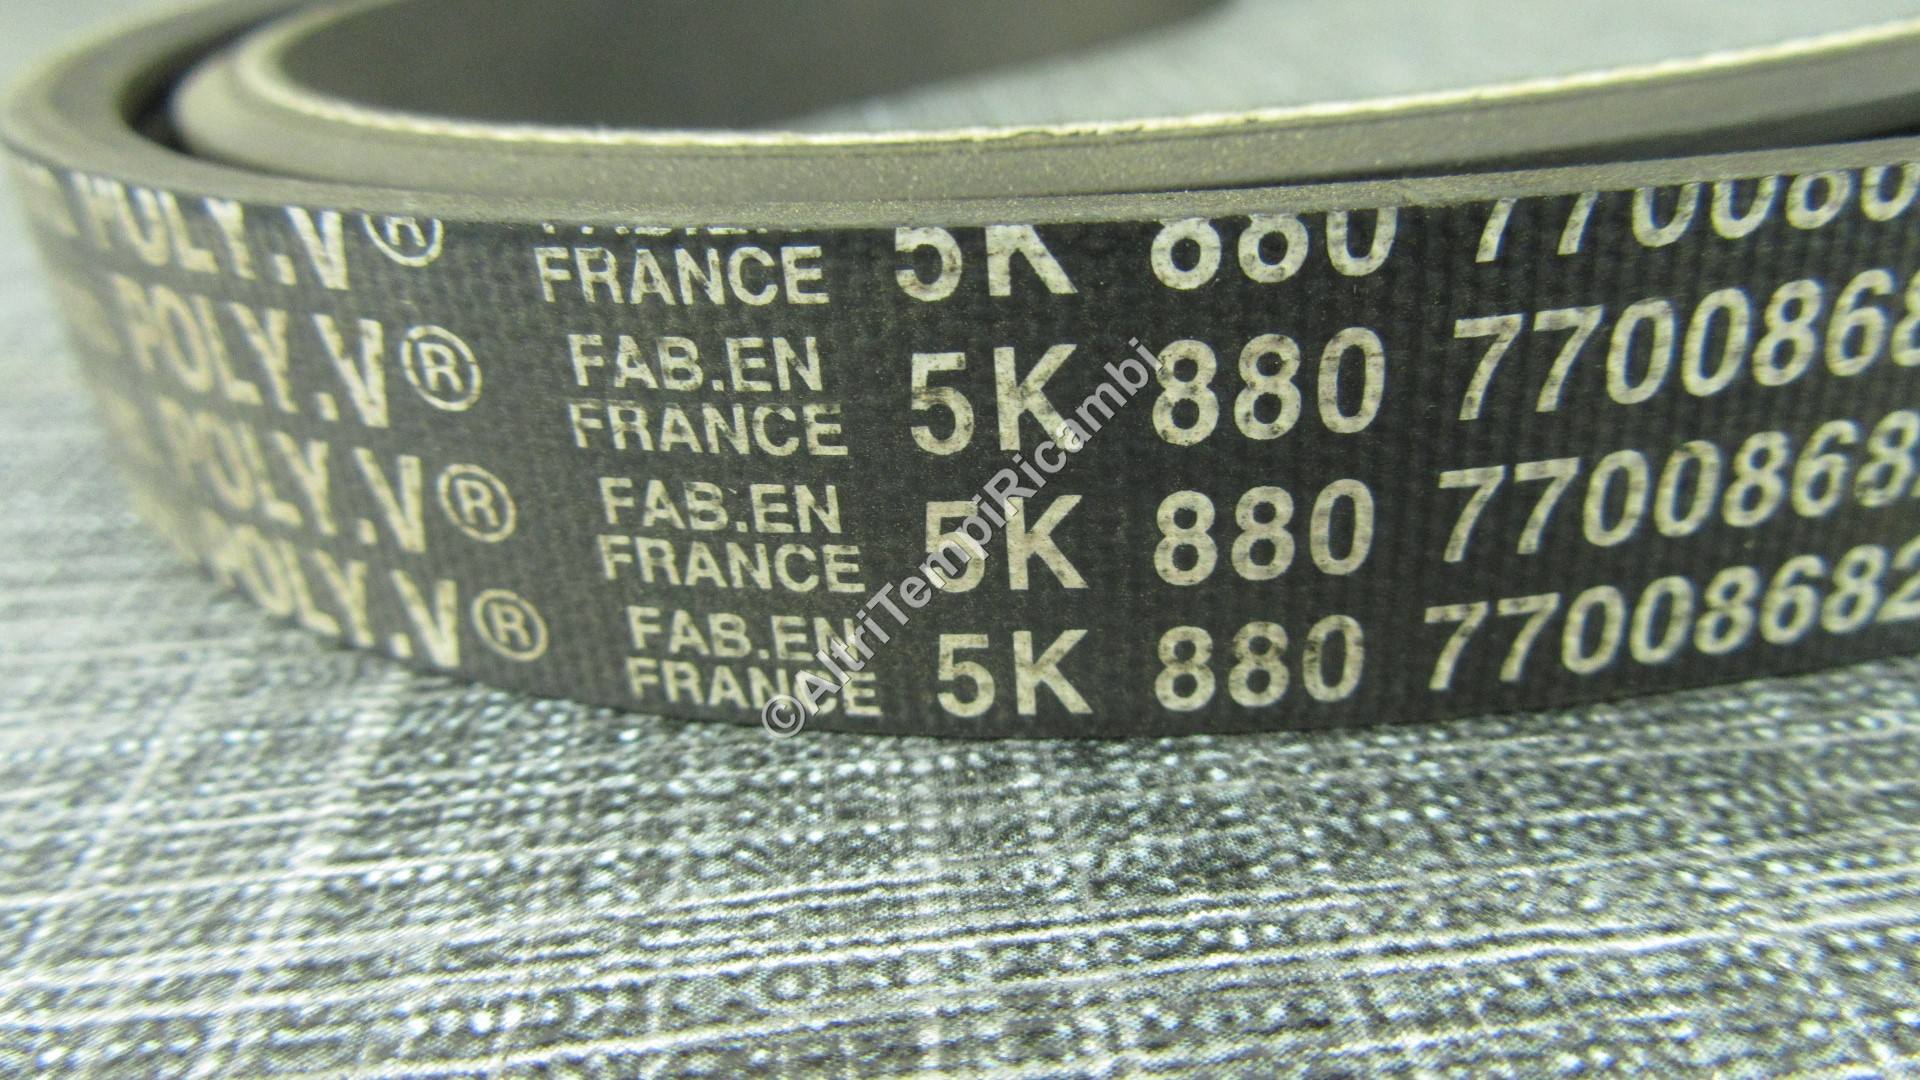 POLY.V® FRANCE 5K 880
POLY.V® FAB.EN FRANCE 5K 880 7700868
POLY.V® FAB.EN FRANCE 5K 880 7700868
POLY.V® FAB.EN FRANCE 5K 880 77008682
©AltriTempiRicambi